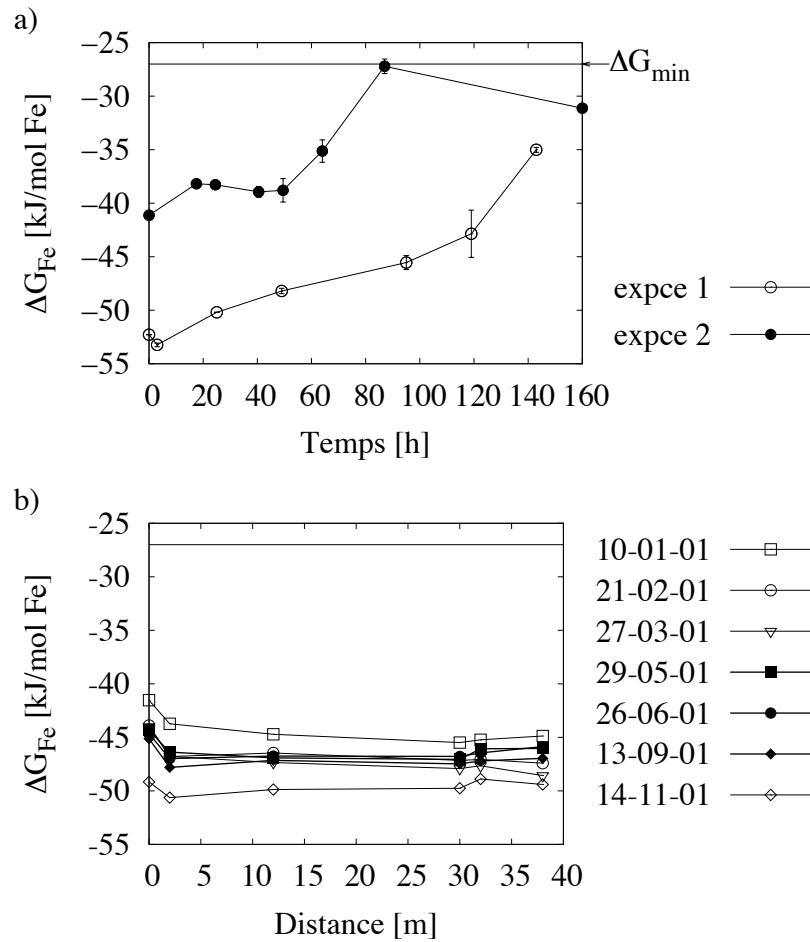 a)
−25
−30
−35
−40
−45
−50
−55
ΔG_Fe [kJ/mol Fe]
ΔG_min
0 20 40 60 80 100 120 140 160
Temps [h]
expce 1
expce 2
b)
-25
-30
-35
-40
-45
-50
-55
ΔG_Fe [kJ/mol Fe]
0 5 10 15 20 25 30 35 40
Distance [m]
10-01-01
21-02-01
27-03-01
29-05-01
26-06-01
13-09-01
14-11-01